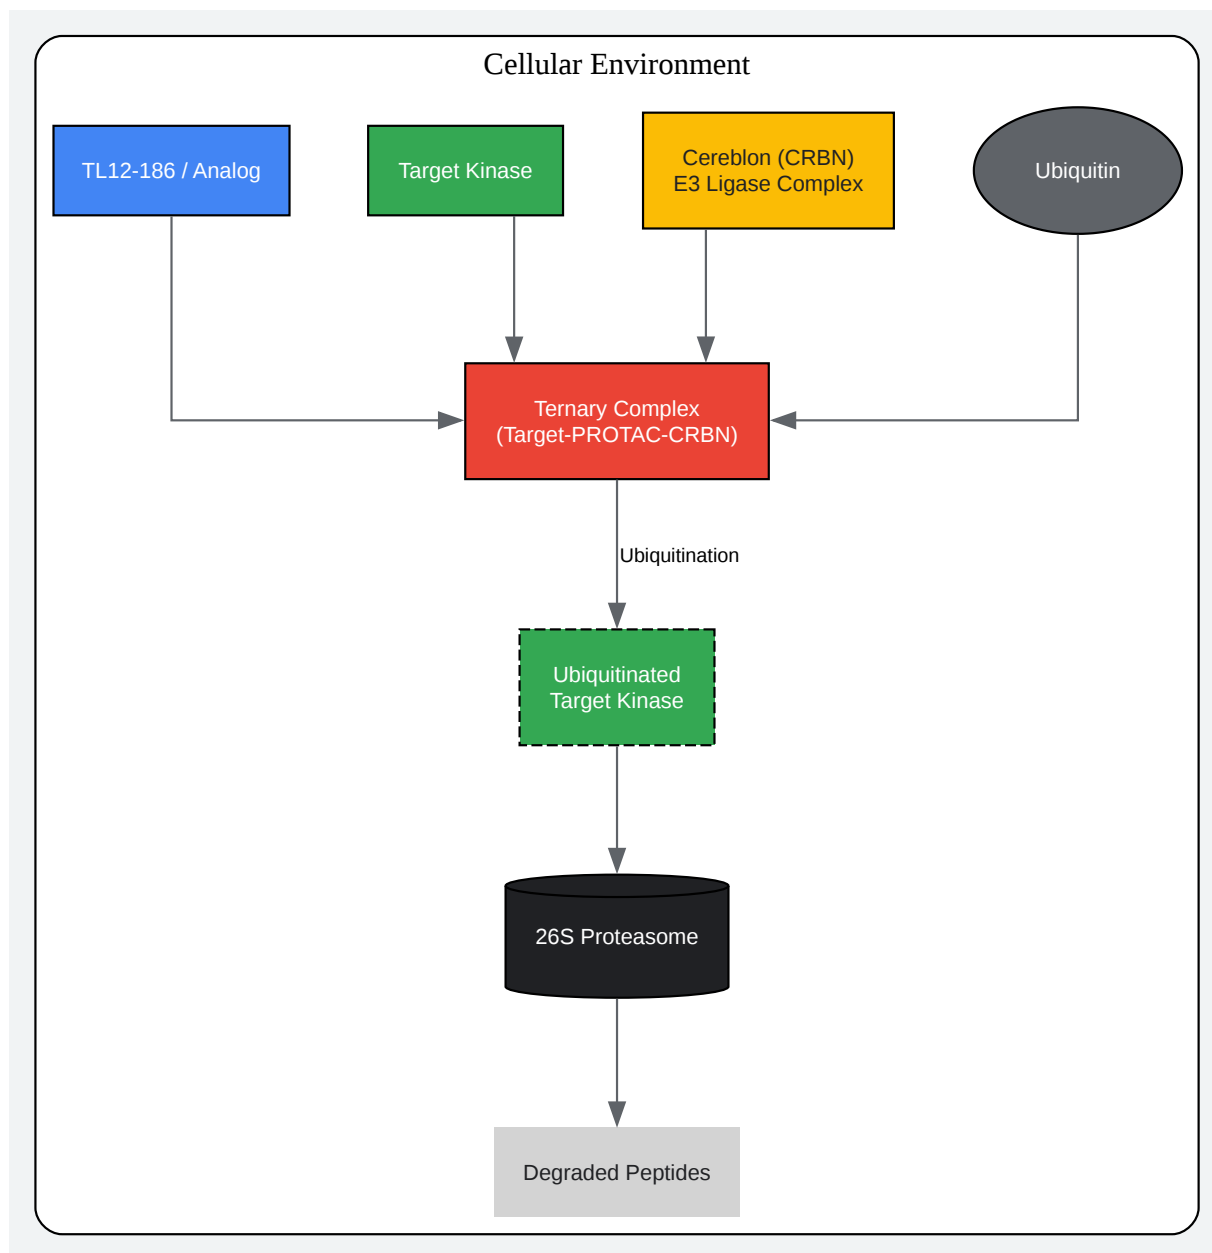 Cellular Environment
TL12-186 / Analog
Target Kinase
Cereblon (CRBN)
E3 Ligase Complex
Ubiquitin
Ternary Complex
(Target-PROTAC-CRBN)
Ubiquitination
Ubiquitinated
Target Kinase
26S Proteasome
Degraded Peptides